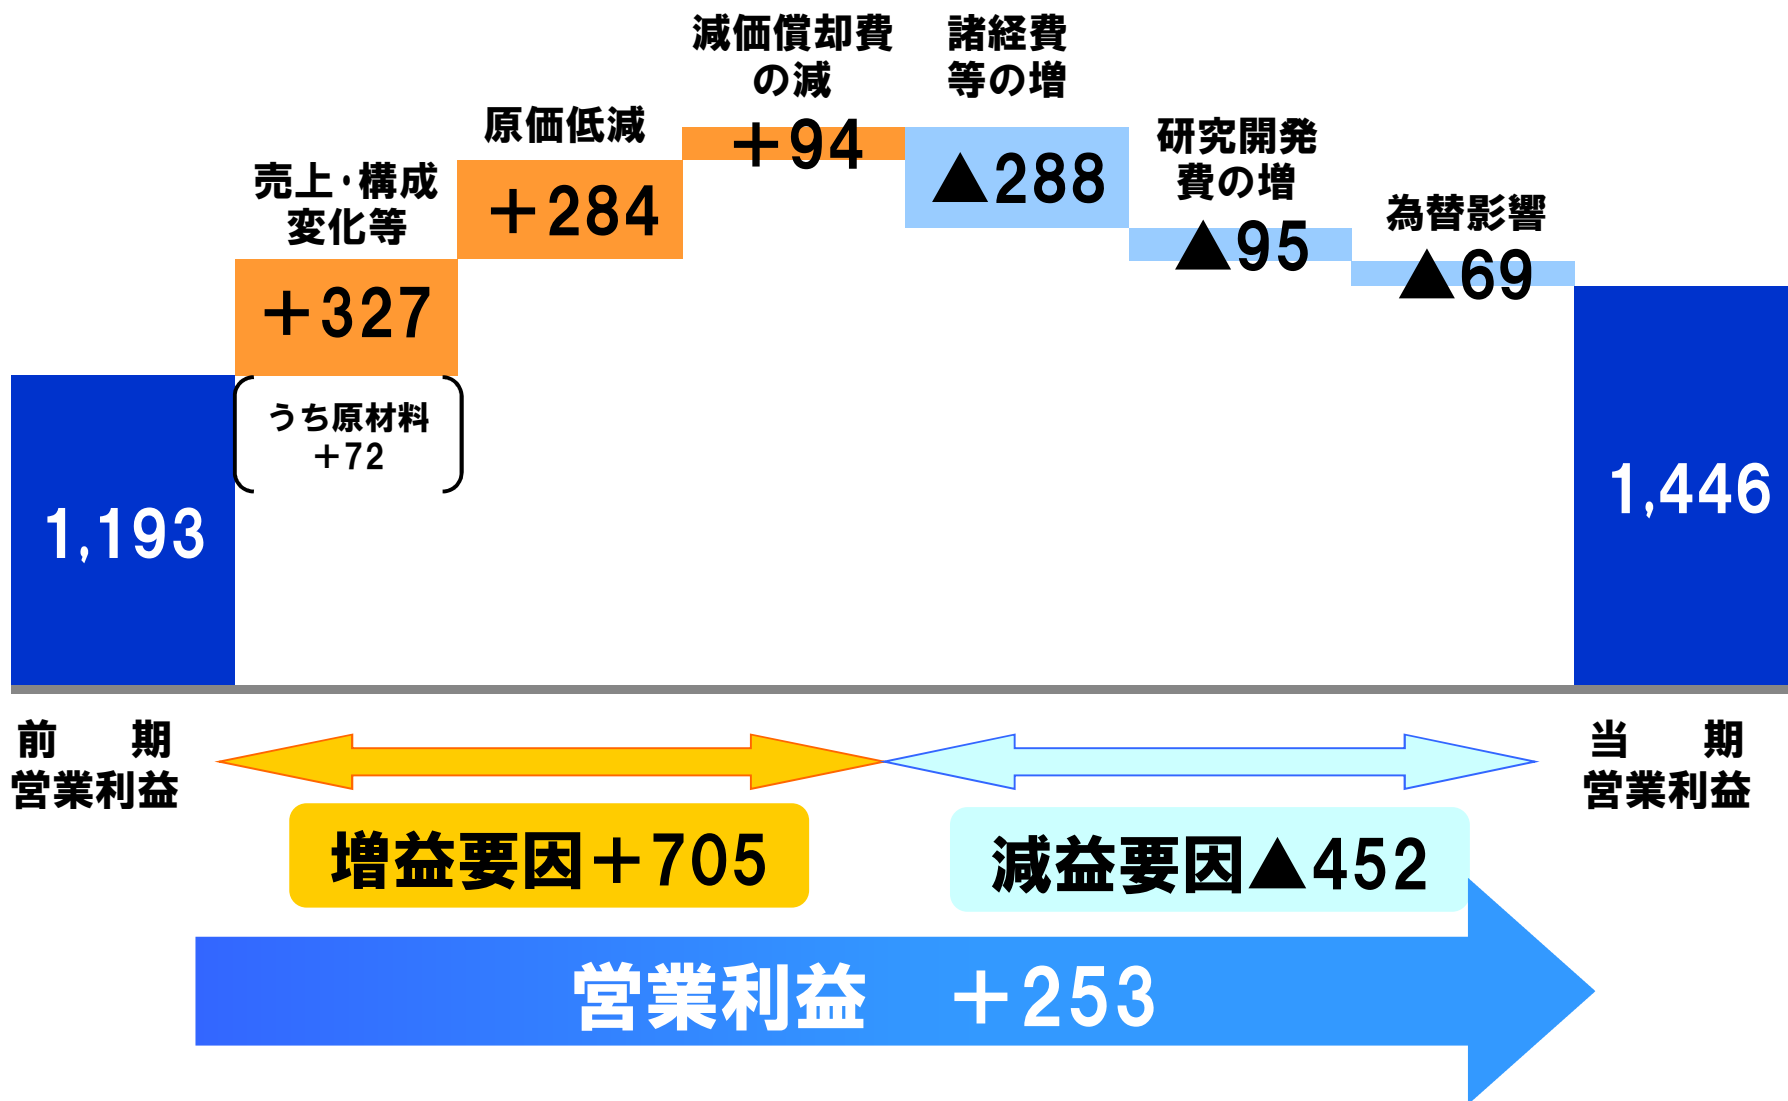 減価償却費
の減
+94
諸経費
等の増
▲288
原価低減
+284
研究開発
費の増
▲95
売上・構成
変化等
+327
為替影響
▲69
うち原材料
+72
1,193
1,446
前　期
営業利益
当　期
営業利益
増益要因+705
減益要因▲452
営業利益　+253